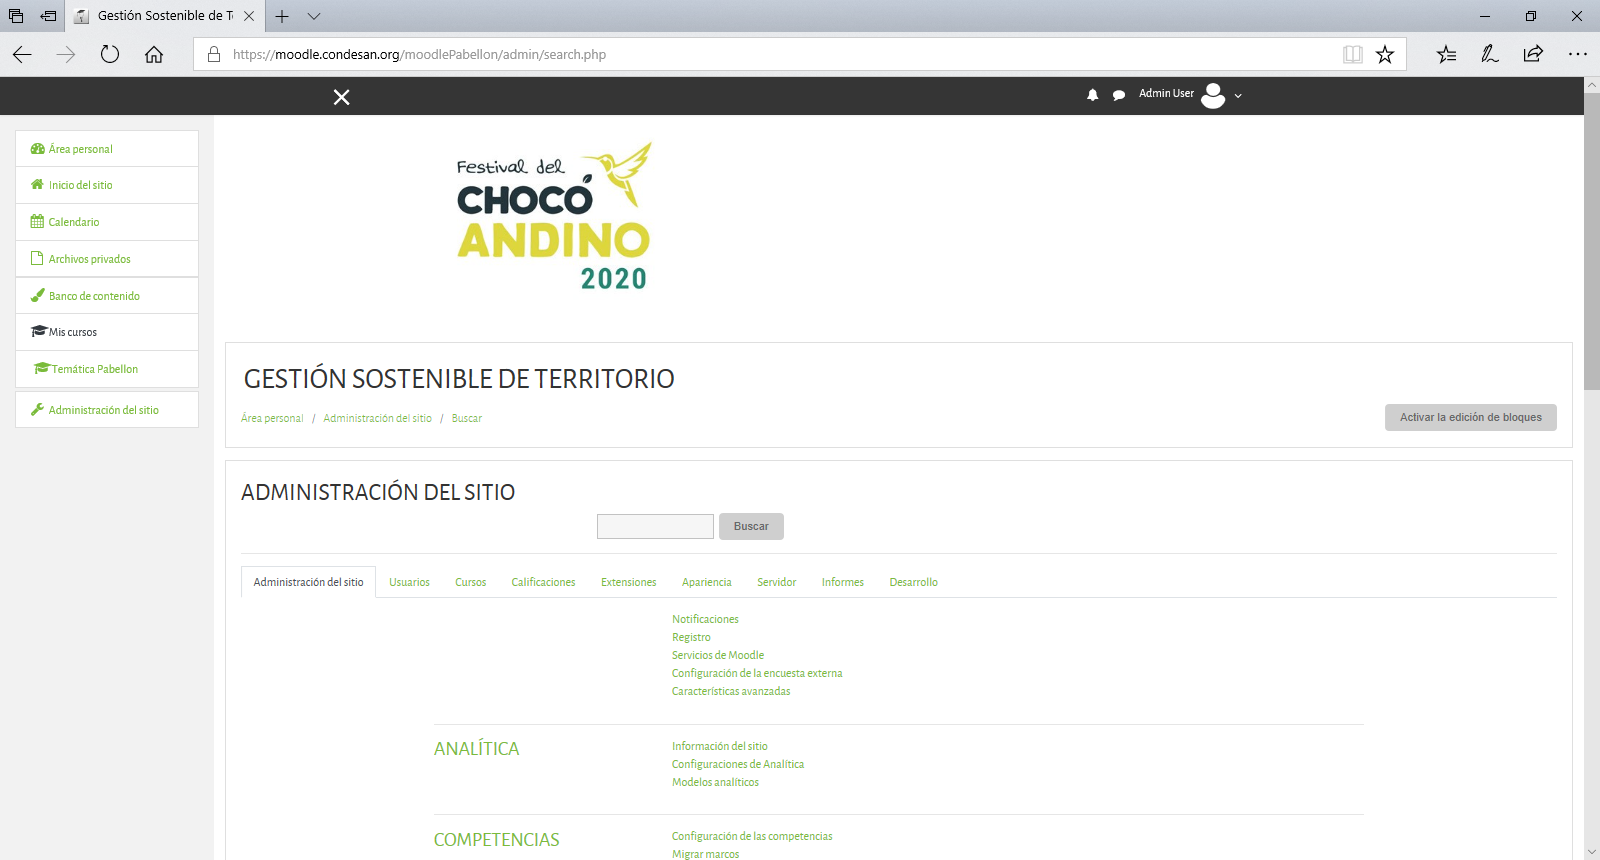 Gestión Sostenible de Te
https://moodle.condesan.org/moodlePabellon/admin/search.php
Admin User
Área personal
Inicio del sitio
Calendario
Archivos privados
Banco de contenido
Mis cursos
Temática Pabellon
Administración del sitio
Festival del
CHOCÓ
ANDINO
2020
GESTIÓN SOSTENIBLE DE TERRITORIO
Área personal / Administración del sitio / Buscar
Activar la edición de bloques
ADMINISTRACIÓN DEL SITIO
Buscar
Administración del sitio Usuarios Cursos Calificaciones Extensiones Apariencia Servidor Informes Desarrollo
Notificaciones
Registro
Servicios de Moodle
Configuración de la encuesta externa
Características avanzadas
ANALÍTICA
Información del sitio
Configuraciones de Analítica
Modelos analíticos
COMPETENCIAS
Configuración de las competencias
Migrar marcos